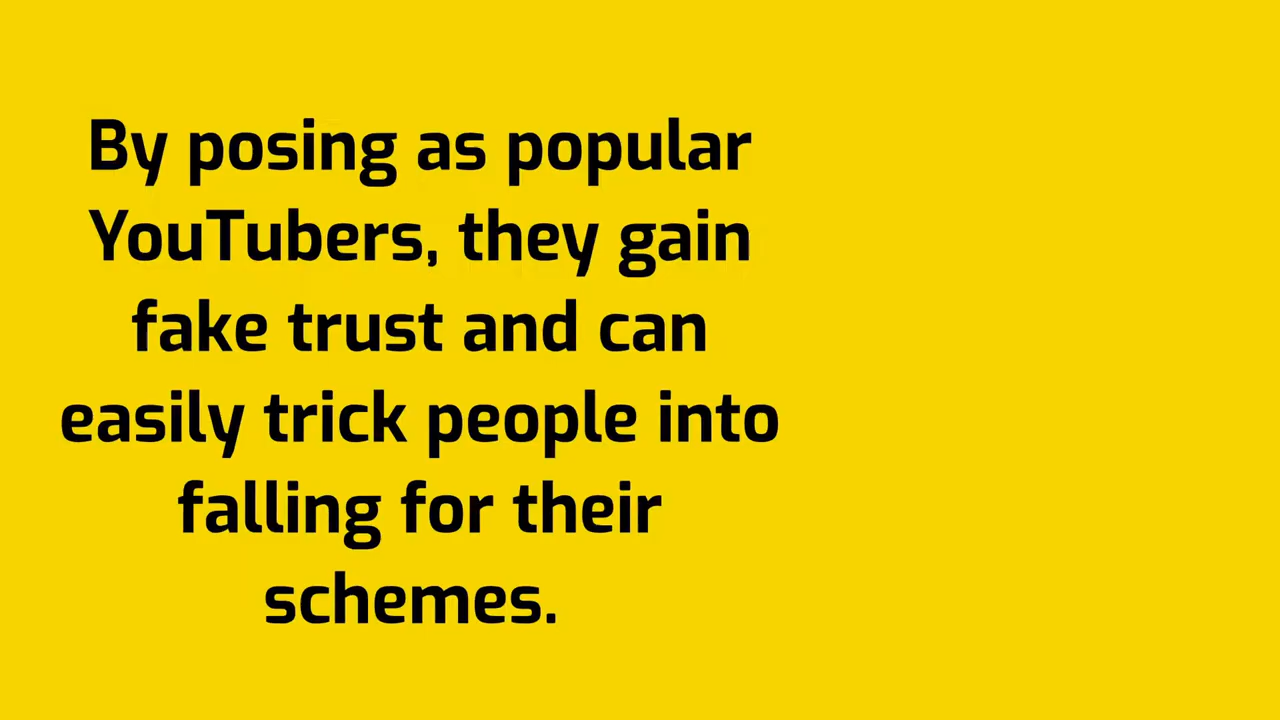 By posing as popular
YouTubers, they gain
fake trust and can
easily trick people into
falling for their
schemes.